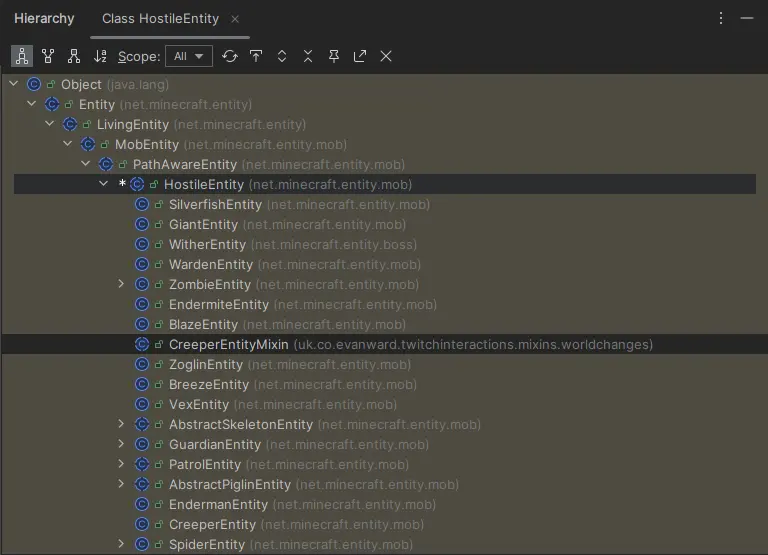 Hierarchy Class HostileEntity
Scope: All
Object (java.lang)
Entity (net.minecraft.entity)
LivingEntity (net.minecraft.entity)
MobEntity (net.minecraft.entity.mob)
PathAwareEntity (net.minecraft.entity.mob)
* HostileEntity (net.minecraft.entity.mob)
SilverfishEntity (net.minecraft.entity.mob)
GiantEntity (net.minecraft.entity.mob)
WitherEntity (net.minecraft.entity.boss)
WardenEntity (net.minecraft.entity.mob)
ZombieEntity (net.minecraft.entity.mob)
EndermiteEntity (net.minecraft.entity.mob)
BlazeEntity (net.minecraft.entity.mob)
CreeperEntityMixin (uk.co.evanward.twitchinteractions.mixins.worldchanges)
ZoglinEntity (net.minecraft.entity.mob)
BreezeEntity (net.minecraft.entity.mob)
VexEntity (net.minecraft.entity.mob)
AbstractSkeletonEntity (net.minecraft.entity.mob)
GuardianEntity (net.minecraft.entity.mob)
PatrolEntity (net.minecraft.entity.mob)
AbstractPiglinEntity (net.minecraft.entity.mob)
EndermanEntity (net.minecraft.entity.mob)
CreeperEntity (net.minecraft.entity.mob)
SpiderEntity (net.minecraft.entity.mob)